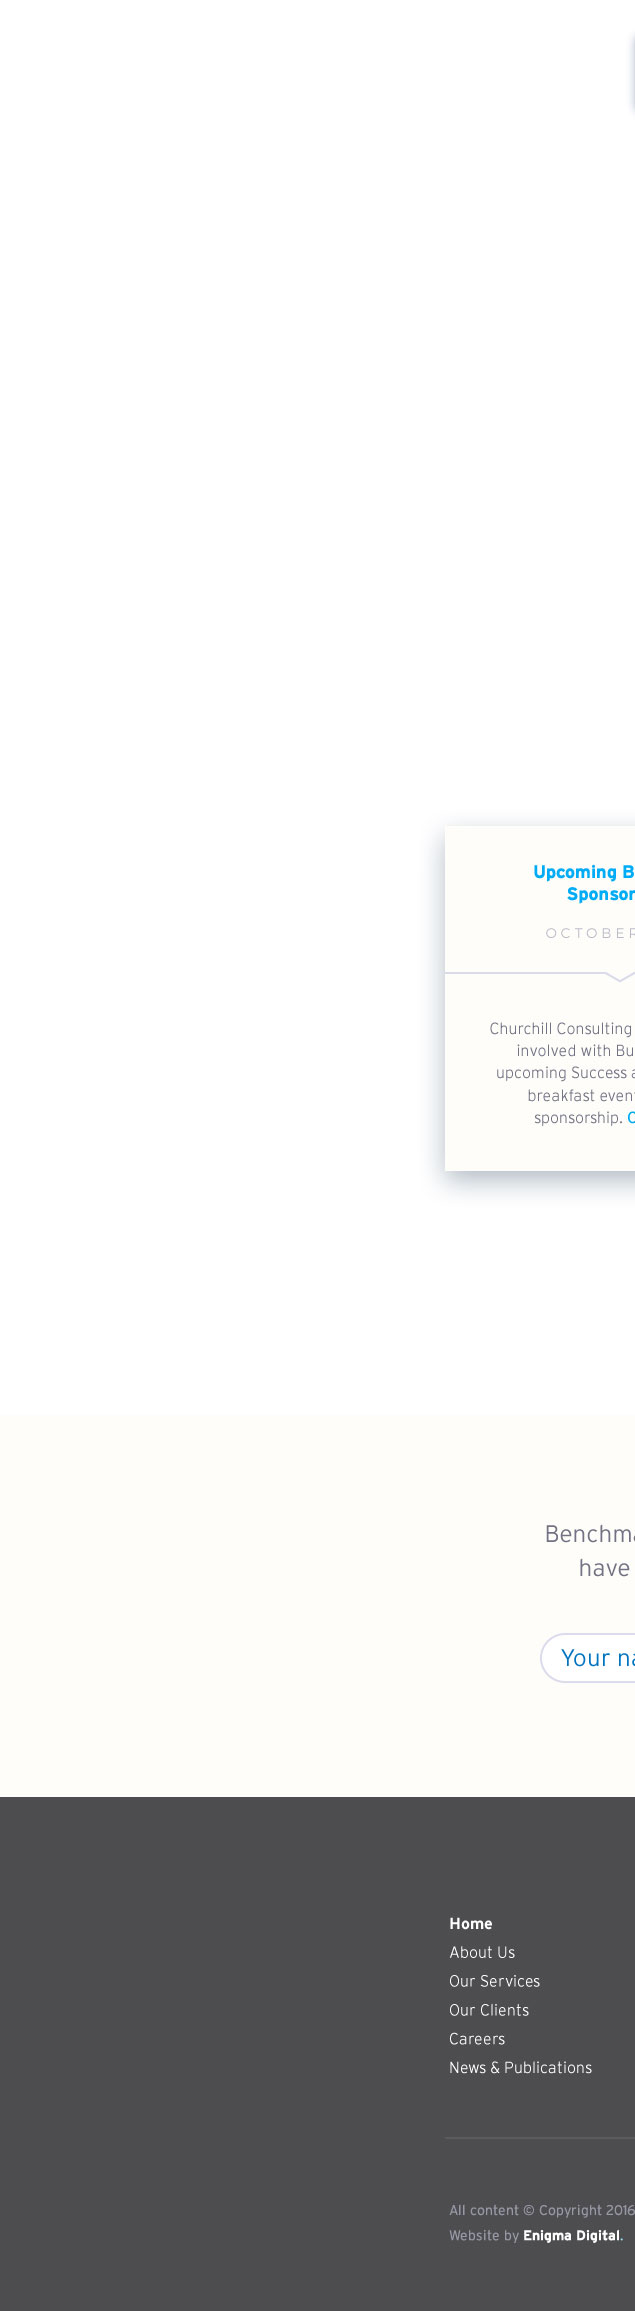 Upcoming B
Sponsor
OCTOBER
Churchill Consulting
involved with Bu
upcoming Success a
breakfast even
sponsorship.
Benchma
have
Your na
Home
About Us
Our Services
Our Clients
Careers
News & Publications
All content © Copyright 2016
Website by Enigma Digital.